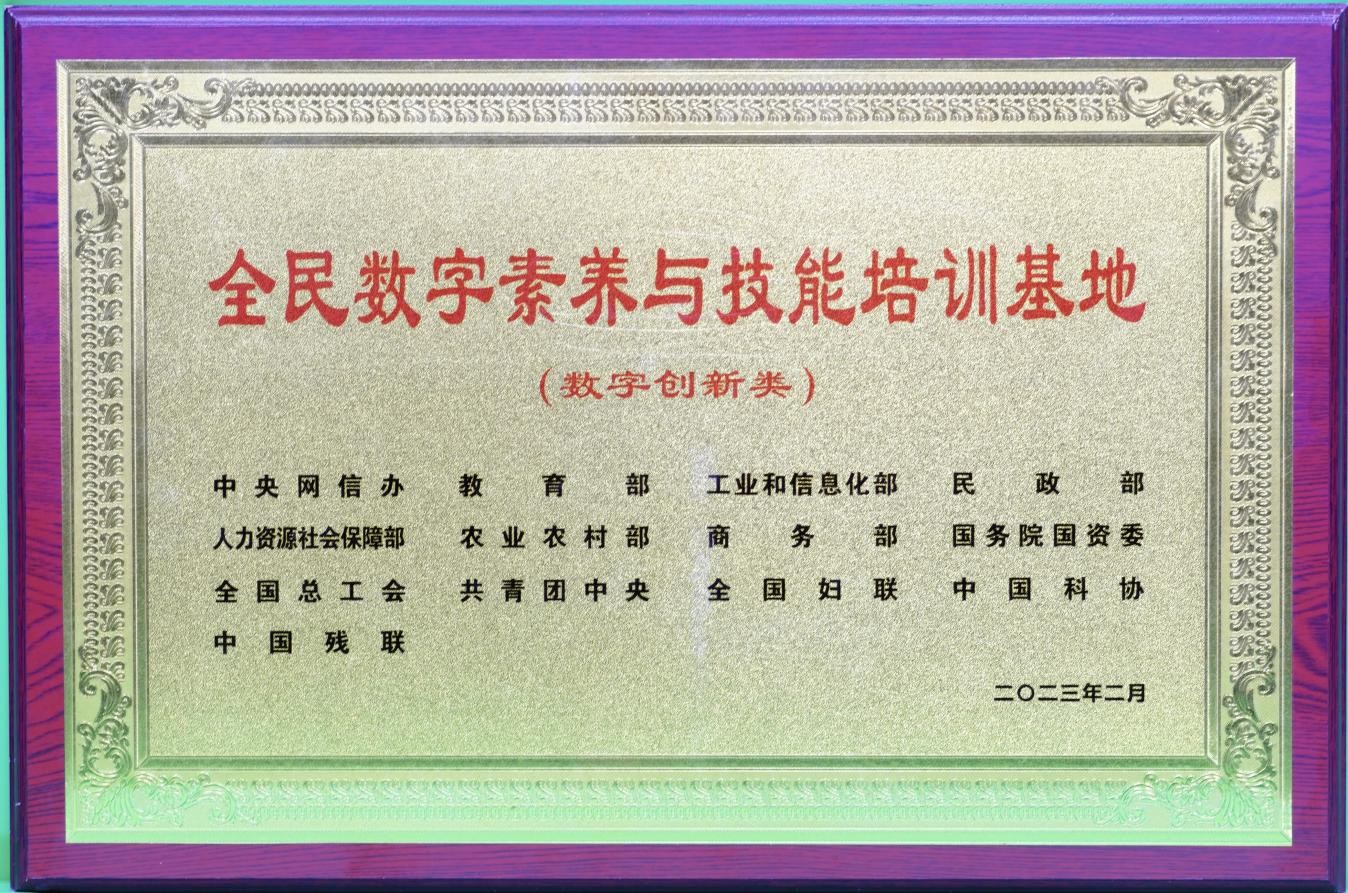 全民数字素养与技能培训基地
（数字创新类）
中央网信办 教育部 工业和信息化部 民政部
人力资源社会保障部 农业农村部 商务部 国务院国资委
全国总工会 共青团中央 全国妇联 中国科协
中国残联
二〇二三年二月